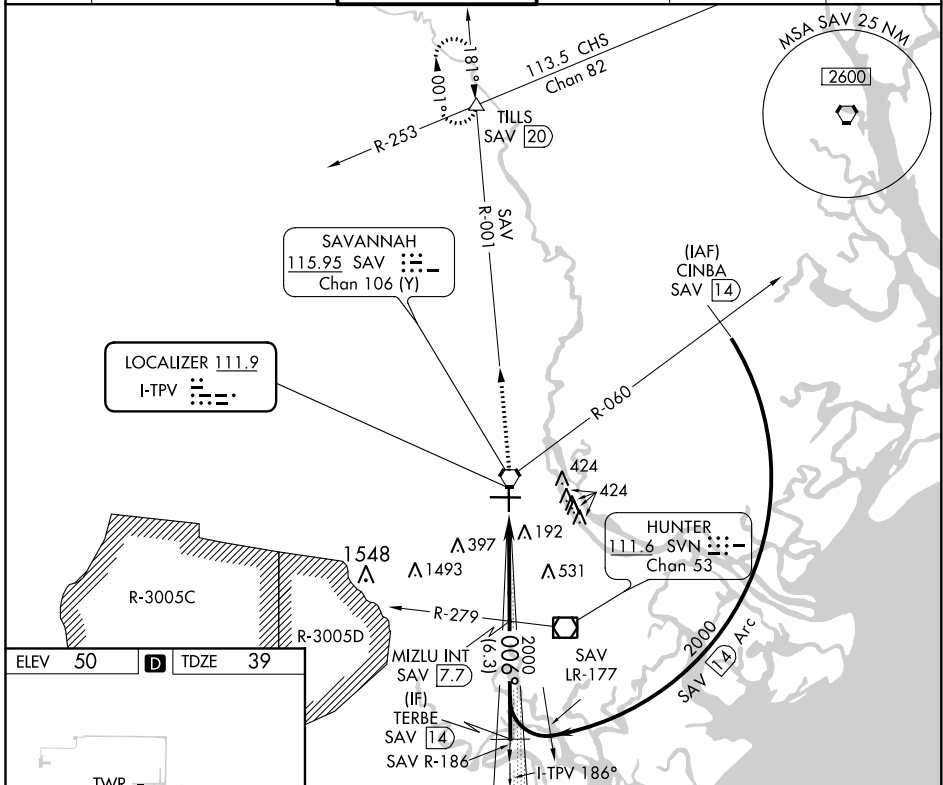 MSA SAV 25 NM
2600
181°
001°
113.5 CHS
Chan 82
TILLS
SAV 20
R-253
SAV
R-001
SAVANNAH
115.95 SAV
Chan 106 (Y)
(IAF)
CINBA
SAV 14
LOCALIZER 111.9
I-TPV
R-060
424
424
HUNTER
111.6 SVN
Chan 53
192
397
531
1548
1493
R-3005C
R-3005D
R-279
MIZLU INT
SAV 7.7
2000
006°
(6.3)
SAV
LR-177
2000
SAV 14 Arc
(IF)
TERBE
SAV 14
SAV R-186
I-TPV 186°
ELEV 50 D TDZE 39
TWR